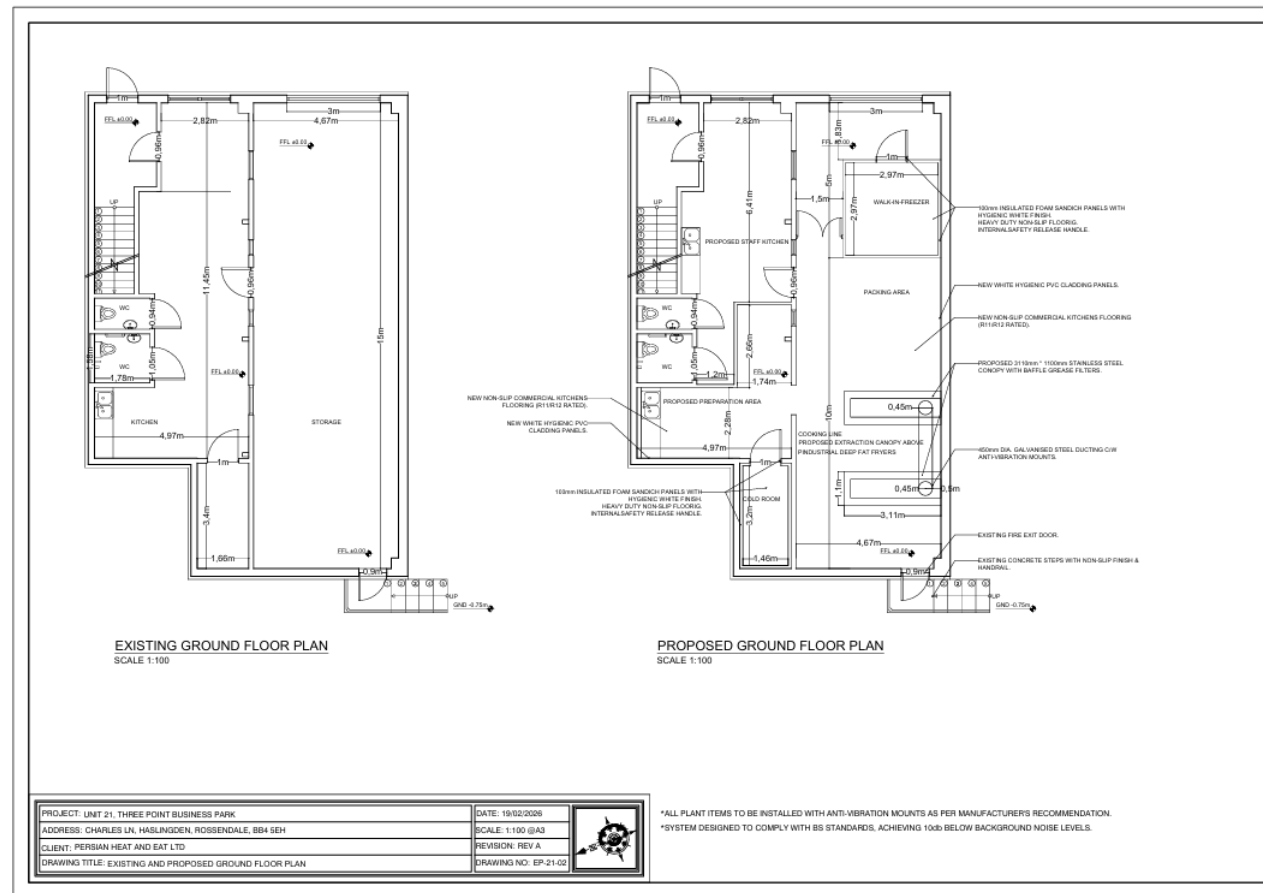 1m
FFL ±0.00
2,82m
0,96m
3m
4,67m
FFL ±0.00
UP
11,45m
0,96m
15m
WC
0,94m
WC
1,58m
1,05m
1,78m
FFL ±0.00
KITCHEN
STORAGE
4,97m
1m
3,4m
1,66m
FFL ±0.00
0,9m
UP
GND -0.75m
EXISTING GROUND FLOOR PLAN
SCALE 1:100
1m
FFL ±0.00
2,82m
0,96m
3m
FFL ±0.00
1m
2,97m
5m
1,5m
2,97m
WALK-IN-FREEZER
UP
6,41m
PROPOSED STAFF KITCHEN
0,96m
PACKING AREA
WC
0,94m
WC
1,05m
2,66m
1,2m
1,74m
FFL ±0.00
PROPOSED PREPARATION AREA
2,28m
4,97m
10m
0,45m
COOKING LINE
PROPOSED EXTRACTION CANOPY ABOVE
PINDUSTRIAL DEEP FAT FRYERS
1m
COLD ROOM
3,2m
1,46m
1,1m
0,45m
0,5m
3,11m
4,67m
FFL ±0.00
0,9m
UP
GND -0.75m
100mm INSULATED FOAM SANDICH PANELS WITH
HYGIENIC WHITE FINISH.
HEAVY DUTY NON-SLIP FLOORIG.
INTERNALSAFETY RELEASE HANDLE.
NEW WHITE HYGIENIC PVC CLADDING PANELS.
NEW NON-SLIP COMMERCIAL KITCHENS FLOORING
(R11/R12 RATED).
PROPOSED 3110mm * 1100mm STAINLESS STEEL
CONOPY WITH BAFFLE GREASE FILTERS.
450mm DIA. GALVANISED STEEL DUCTING C/W
ANTI-VIBRATION MOUNTS.
EXISTING FIRE EXIT DOOR.
EXISTING CONCRETE STEPS WITH NON-SLIP FINISH &
HANDRAIL.
NEW NON-SLIP COMMERCIAL KITCHENS
FLOORING (R11/R12 RATED).
NEW WHITE HYGIENIC PVC
CLADDING PANELS.
100mm INSULATED FOAM SANDICH PANELS WITH
HYGIENIC WHITE FINISH.
HEAVY DUTY NON-SLIP FLOORIG.
INTERNALSAFETY RELEASE HANDLE.
PROPOSED GROUND FLOOR PLAN
SCALE 1:100
PROJECT: UNIT 21, THREE POINT BUSINESS PARK
DATE: 19/02/2026
ADDRESS: CHARLES LN, HASLINGDEN, ROSSENDALE, BB4 5EH
SCALE: 1:100 @A3
CLIENT: PERSIAN HEAT AND EAT LTD
REVISION: REV A
DRAWING TITLE: EXISTING AND PROPOSED GROUND FLOOR PLAN
DRAWING NO: EP-21-02
*ALL PLANT ITEMS TO BE INSTALLED WITH ANTI-VIBRATION MOUNTS AS PER MANUFACTURER'S RECOMMENDATION.
*SYSTEM DESIGNED TO COMPLY WITH BS STANDARDS, ACHIEVING 10db BELOW BACKGROUND NOISE LEVELS.